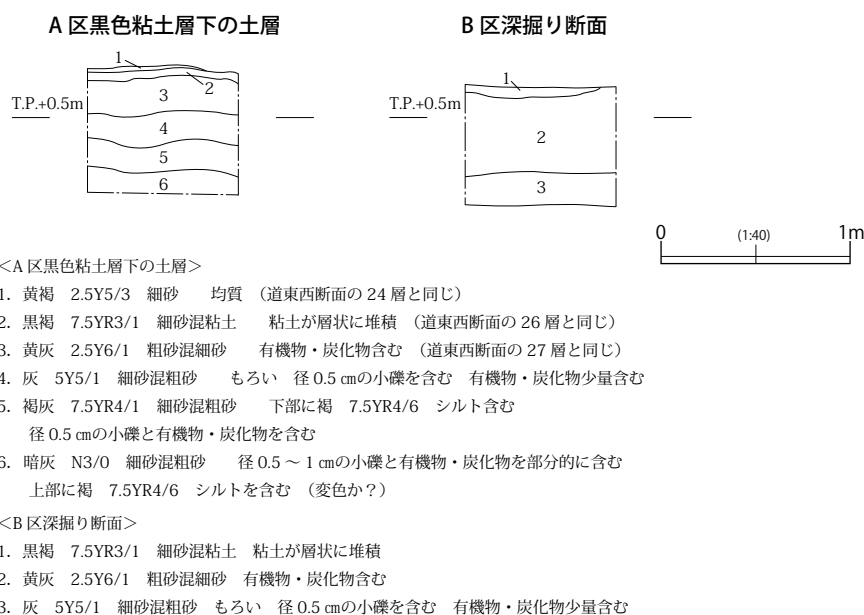 A 区黒色粘土層下の土層
B 区深掘り断面
T.P.+0.5m
1
2
3
4
5
6
T.P.+0.5m
1
2
3
0 (1:40) 1m
＜A 区黒色粘土層下の土層＞
1. 黄褐 2.5Y5/3 細砂 均質 （道東西断面の 24 層と同じ）
2. 黒褐 7.5YR3/1 細砂混粘土 粘土が層状に堆積 （道東西断面の 26 層と同じ）
3. 黄灰 2.5Y6/1 粗砂混細砂 有機物・炭化物含む （道東西断面の 27 層と同じ）
4. 灰 5Y5/1 細砂混粗砂 もろい 径 0.5 ㎝の小礫を含む 有機物・炭化物少量含む
5. 褐灰 7.5YR4/1 細砂混粗砂 下部に褐 7.5YR4/6 シルト含む
径 0.5 ㎝の小礫と有機物・炭化物を含む
6. 暗灰 N3/0 細砂混粗砂 径 0.5 ～ 1 ㎝の小礫と有機物・炭化物を部分的に含む
上部に褐 7.5YR4/6 シルトを含む （変色か？）
＜B 区深掘り断面＞
1. 黒褐 7.5YR3/1 細砂混粘土 粘土が層状に堆積
2. 黄灰 2.5Y6/1 粗砂混細砂 有機物・炭化物含む
3. 灰 5Y5/1 細砂混粗砂 もろい 径 0.5 ㎝の小礫を含む 有機物・炭化物少量含む